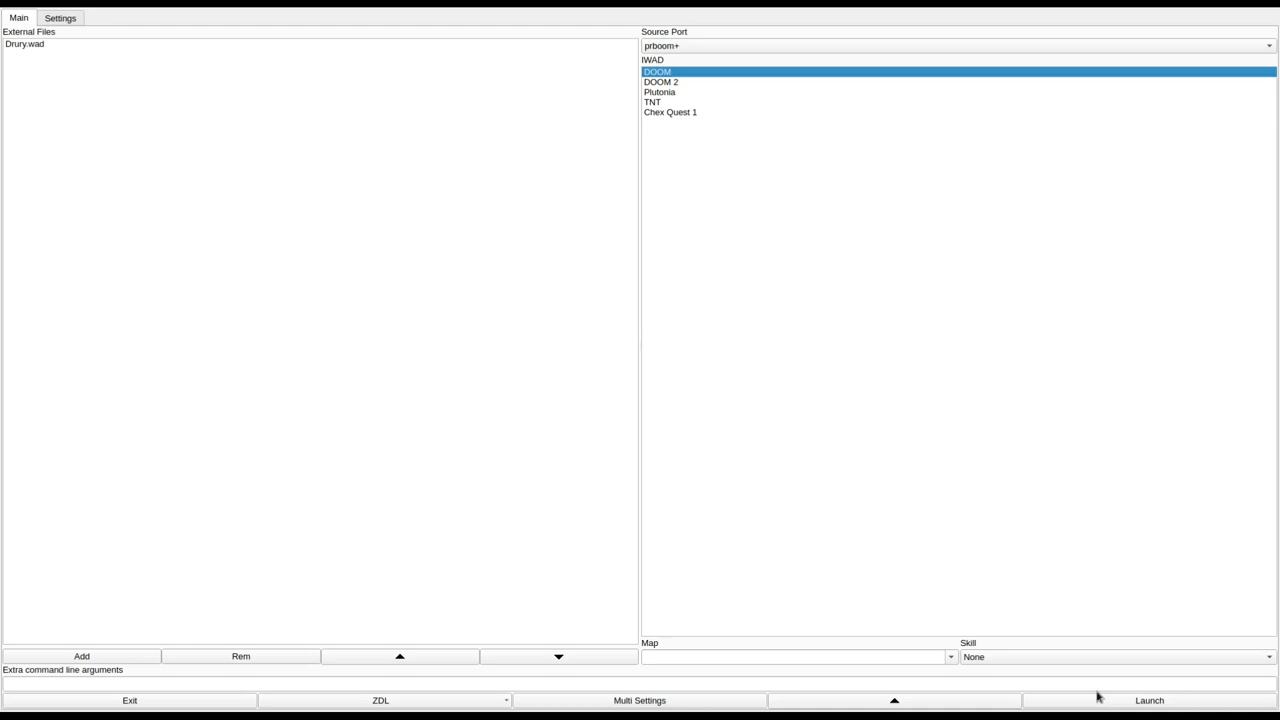 Main
Settings
External Files
Drury.wad
Source Port
prboom+
IWAD
DOOM
DOOM 2
Plutonia
TNT
Chex Quest 1
Map
Skill
None
Add
Rem
Extra command line arguments
Exit
ZDL
Multi Settings
Launch